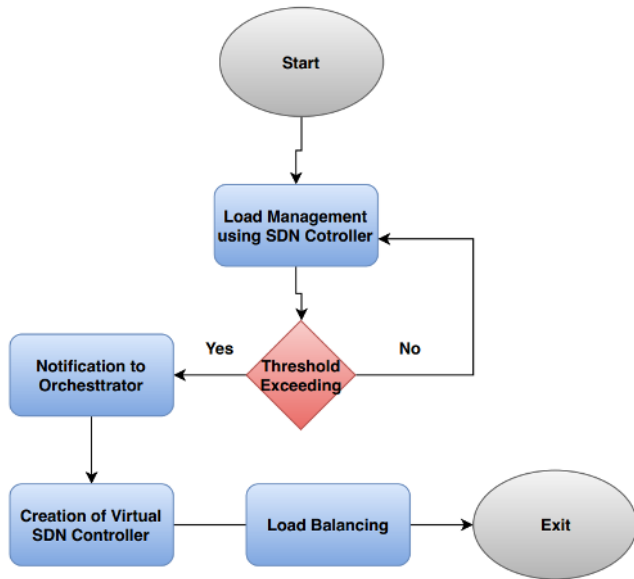 Start
Load Management
using SDN Cotroller
Yes
Threshold
Exceeding
No
Notification to
Orchesttrator
Creation of Virtual
SDN Controller
Load Balancing
Exit